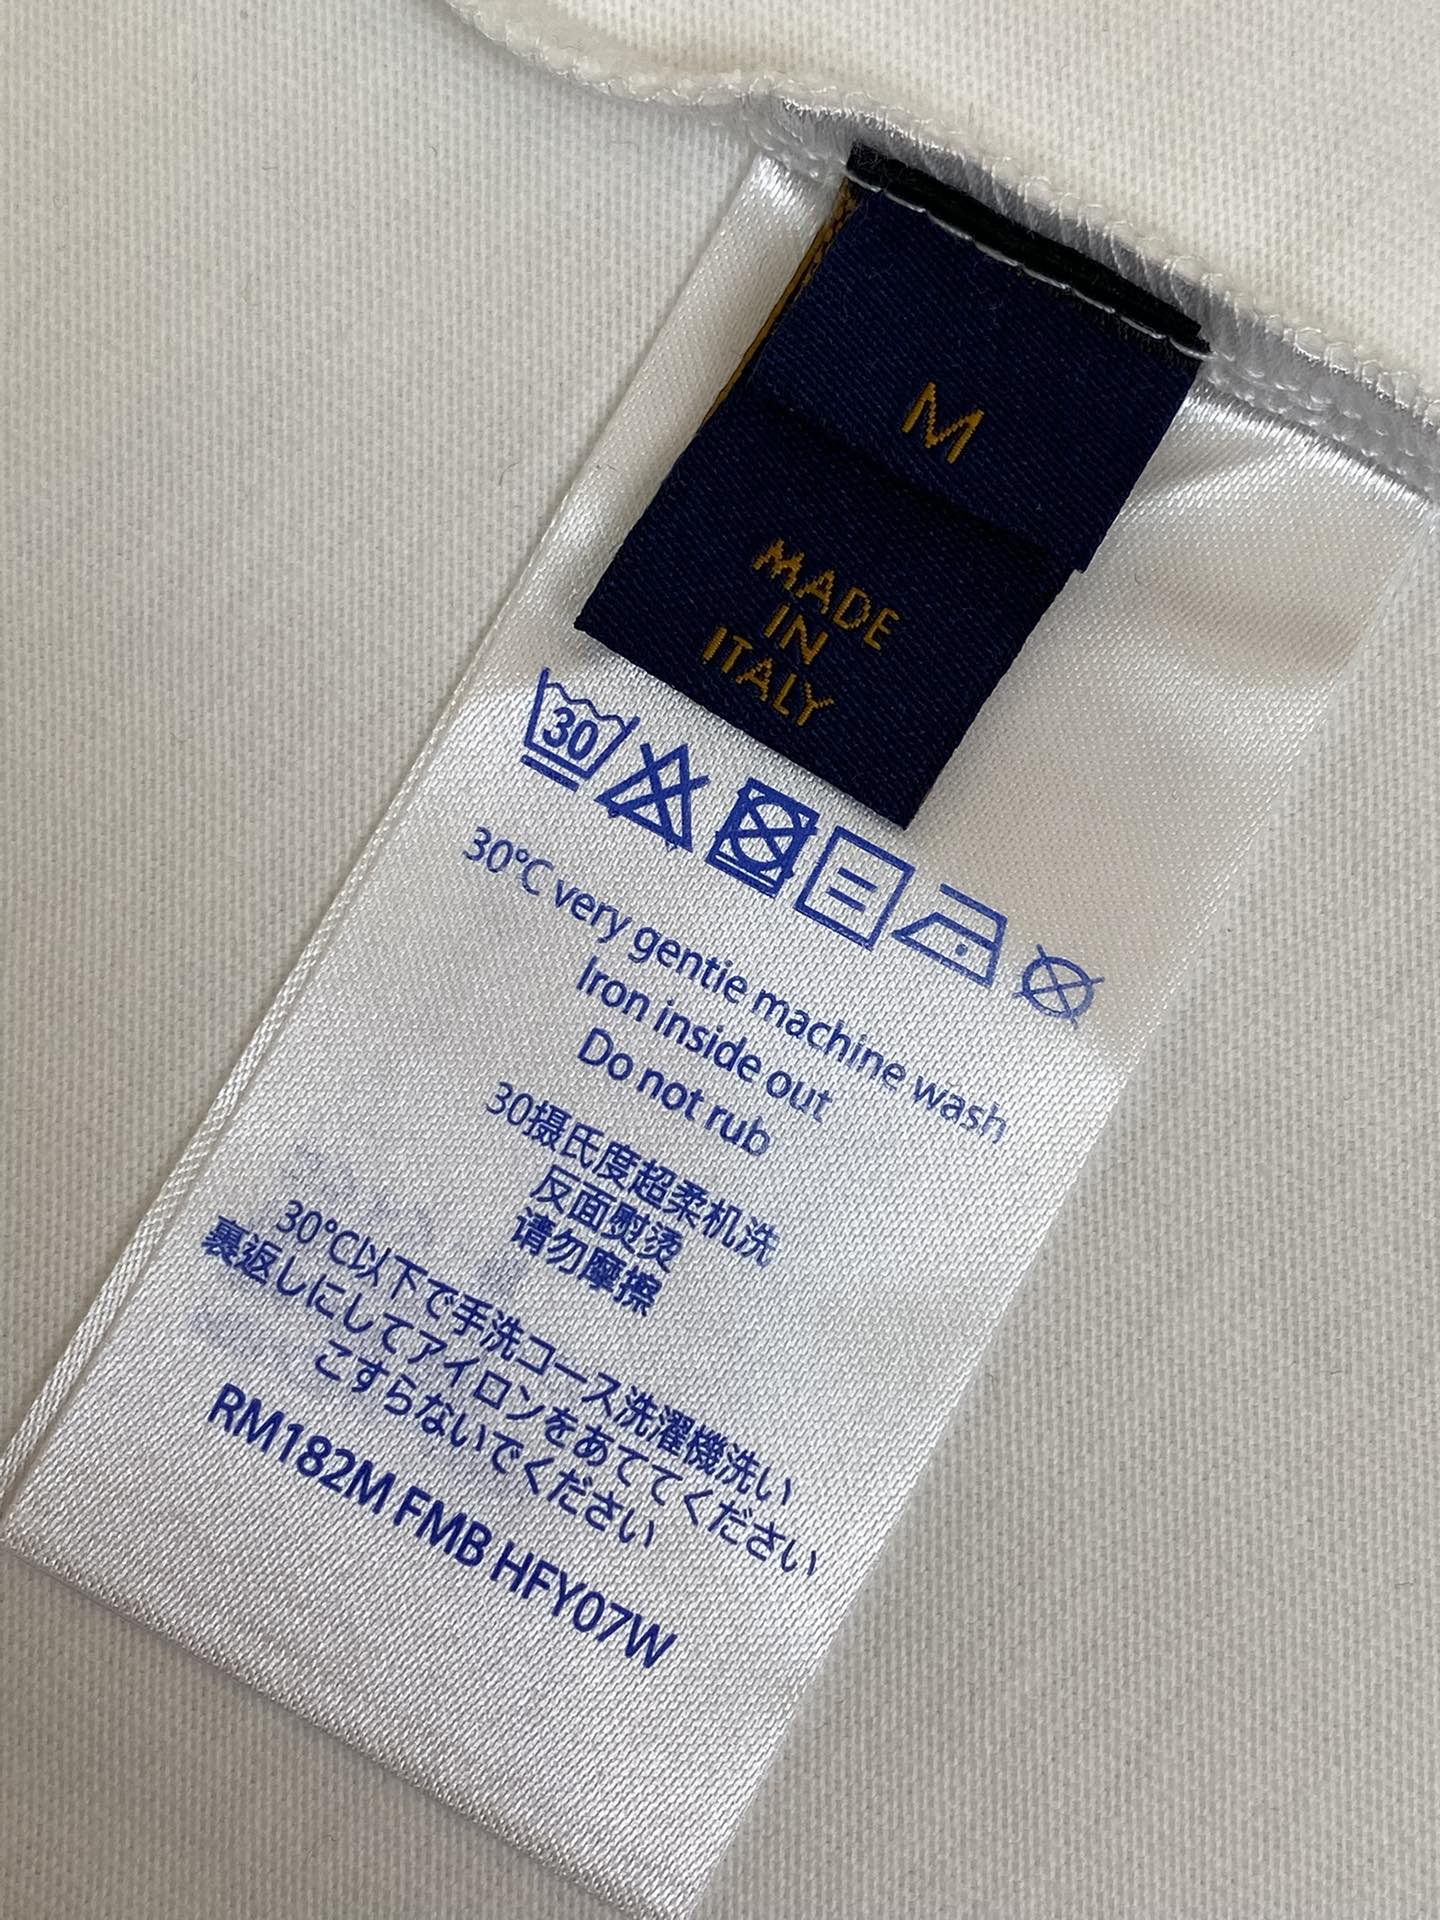 M
MADE
IN
ITALY
30
30°C very gentie machine wash
Iron inside out
Do not rub
30摄氏度超柔机洗
反面熨烫
请勿摩擦
30°C以下で手洗コース洗濯機洗い
裏返しにしてアイロンをあててください
こすらないでください
RM182M FMB HFY07W